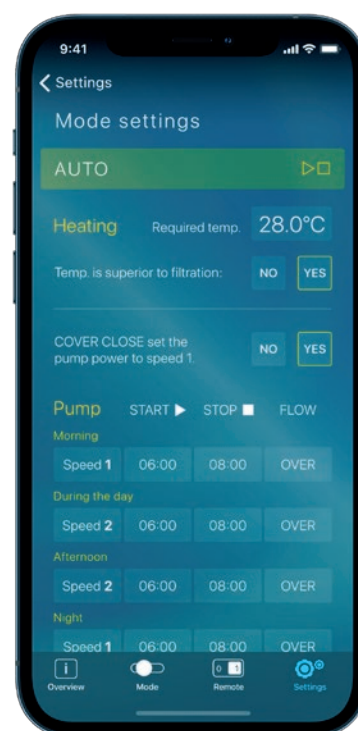 9:41
Settings
Mode settings
AUTO
Heating Required temp. 28.0°C
Temp. is superior to filtration: NO YES
COVER CLOSE set the
pump power to speed 1. NO YES
Pump START STOP FLOW
Morning
Speed 1 06:00 08:00 OVER
During the day
Speed 2 06:00 08:00 OVER
Afternoon
Speed 2 06:00 08:00 OVER
Night
Speed 1 06:00 08:00 OVER
i 0 1
Overview Mode Remote Settings